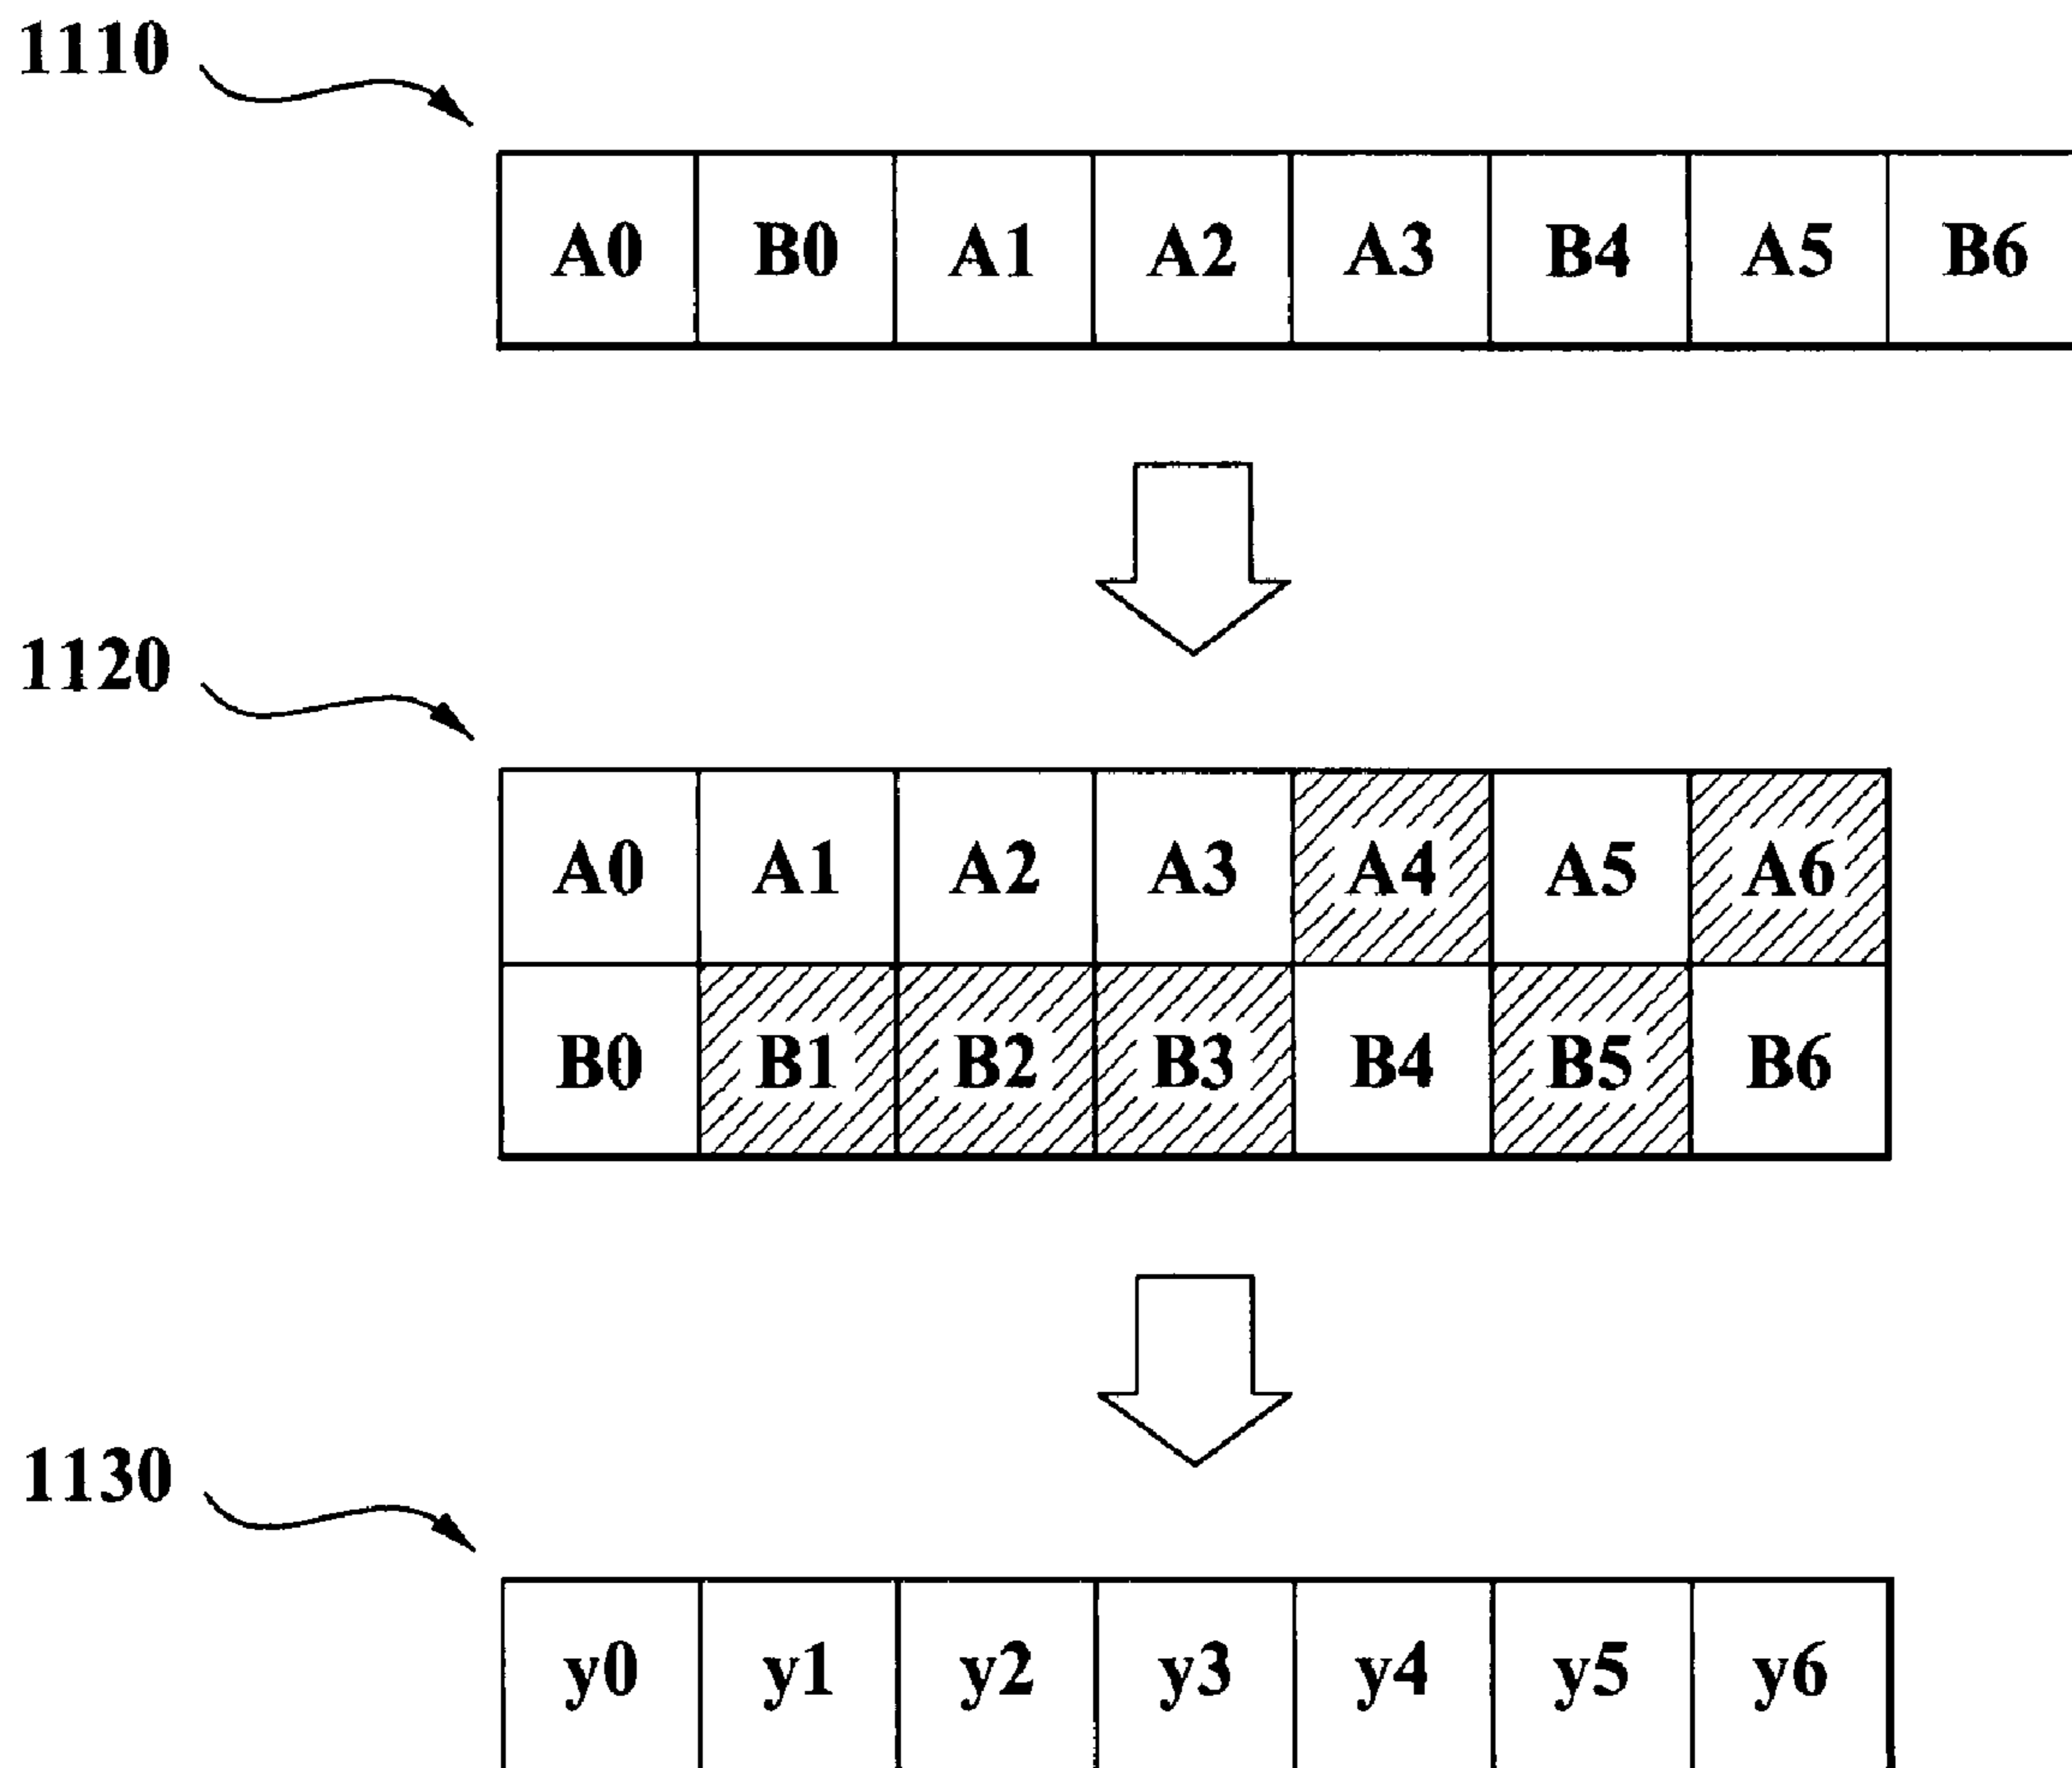 1110
A0 B0 A1 A2 A3 B4 A5 B6
1120
A0 A1 A2 A3 A4 A5 A6
B0 B1 B2 B3 B4 B5 B6
1130
y0 y1 y2 y3 y4 y5 y6